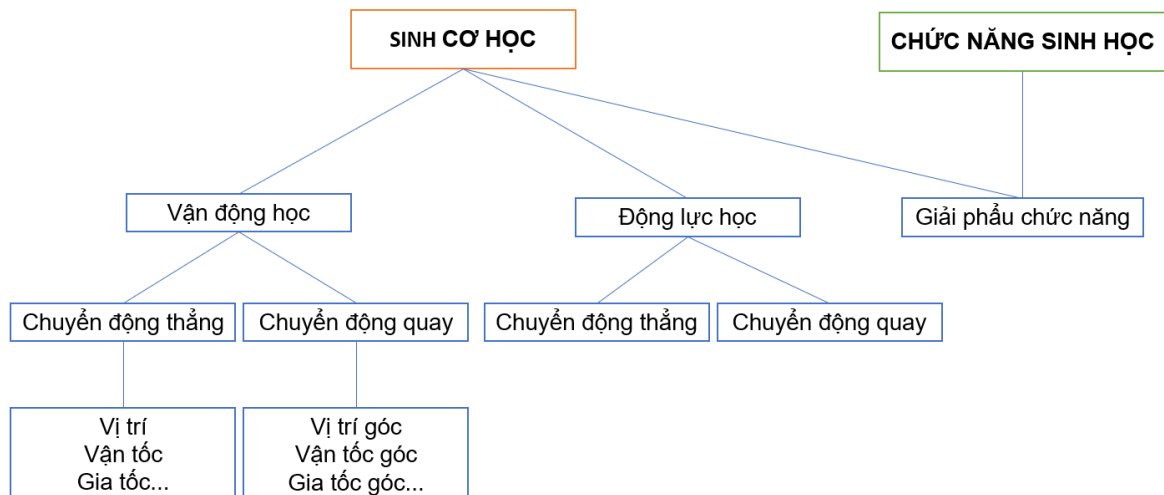 SINH CƠ HỌC
CHỨC NĂNG SINH HỌC
Vận động học
Động lực học
Giải phẩu chức năng
Chuyển động thẳng
Chuyển động quay
Chuyển động thẳng
Chuyển động quay
Vị trí
Vận tốc
Gia tốc...
Vị trí góc
Vận tốc góc
Gia tốc góc...